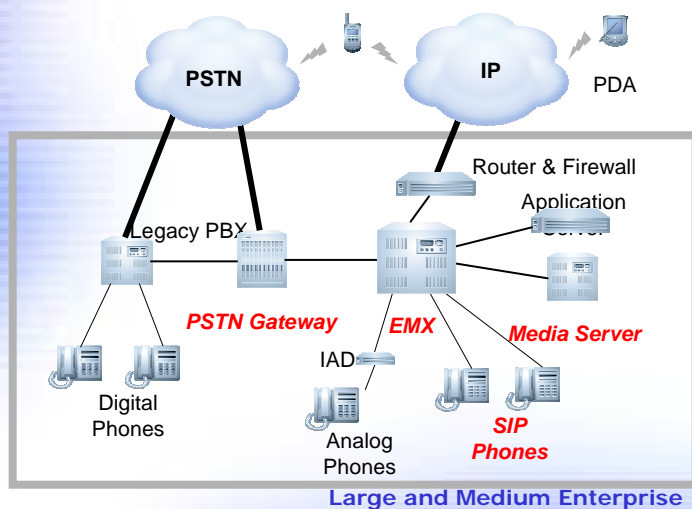 PSTN
IP
PDA
Router & Firewall
Application
Server
Legacy PBX
PSTN Gateway
EMX
Media Server
IAD
Digital
Phones
Analog
Phones
SIP
Phones
Large and Medium Enterprise